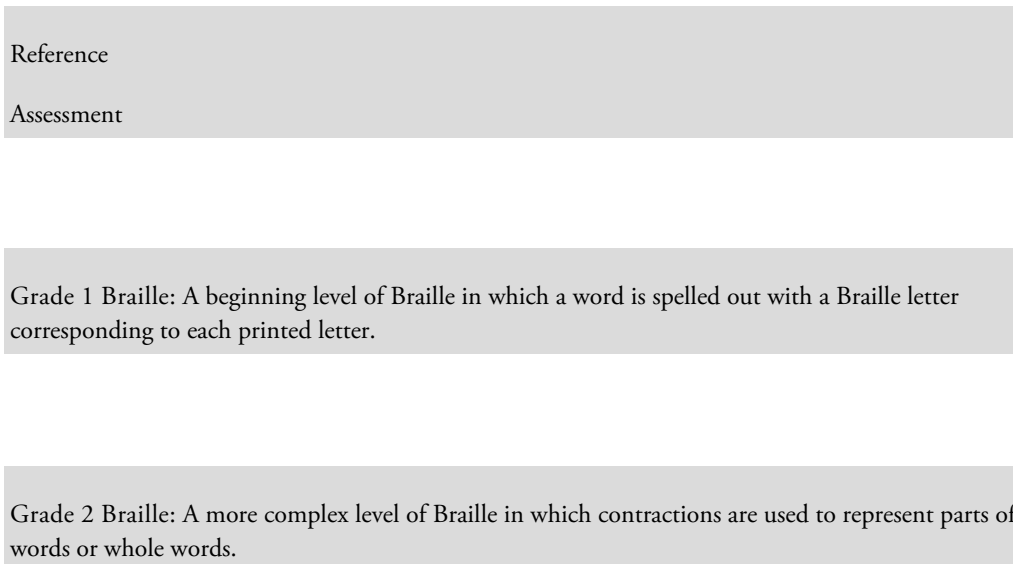 Reference
Assessment
Grade 1 Braille: A beginning level of Braille in which a word is spelled out with a Braille letter
corresponding to each printed letter.
Grade 2 Braille: A more complex level of Braille in which contractions are used to represent parts of
words or whole words.